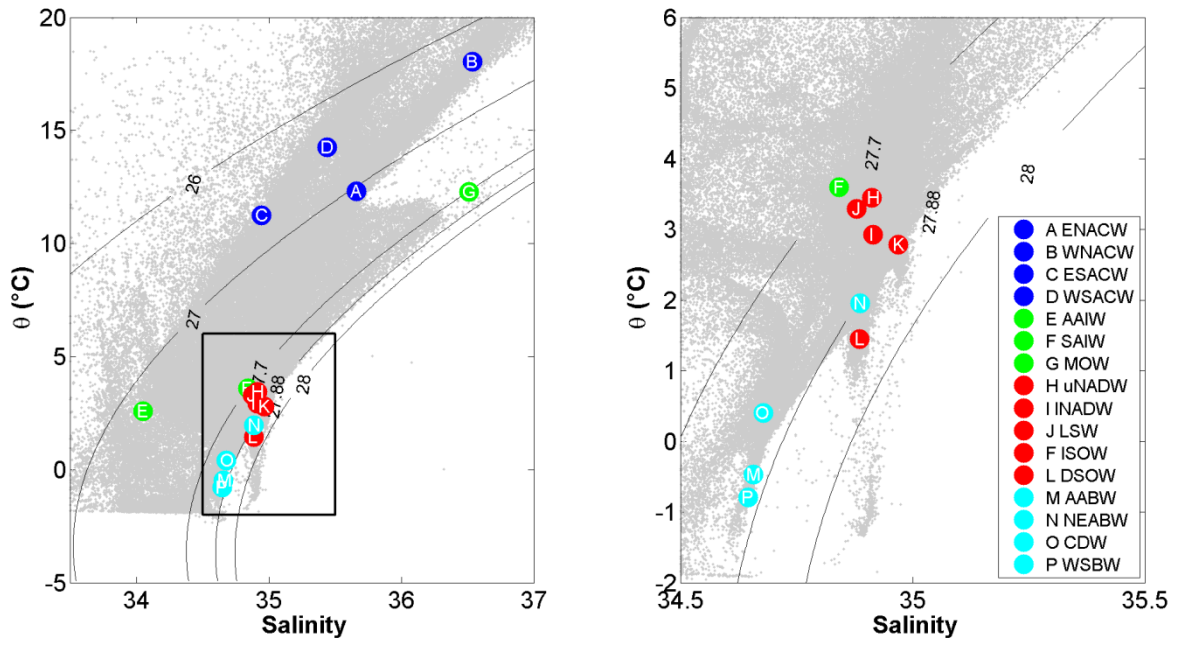 20
15
10
5
0
-5
θ (°C)
34
35
36
37
Salinity
26
27
27.7
27.88
28
A
B
C
D
E
F
G
H
J
I
K
N
L
O
M
P
6
5
4
3
2
1
0
-1
-2
θ (°C)
34.5
35
35.5
Salinity
27.7
27.88
28
F
H
J
I
K
N
L
O
M
P
A ENACW
B WNACW
C ESACW
D WSACW
E AAIW
F SAIW
G MOW
H uNADW
I lNADW
J LSW
F ISOW
L DSOW
M AABW
N NEABW
O CDW
P WSBW